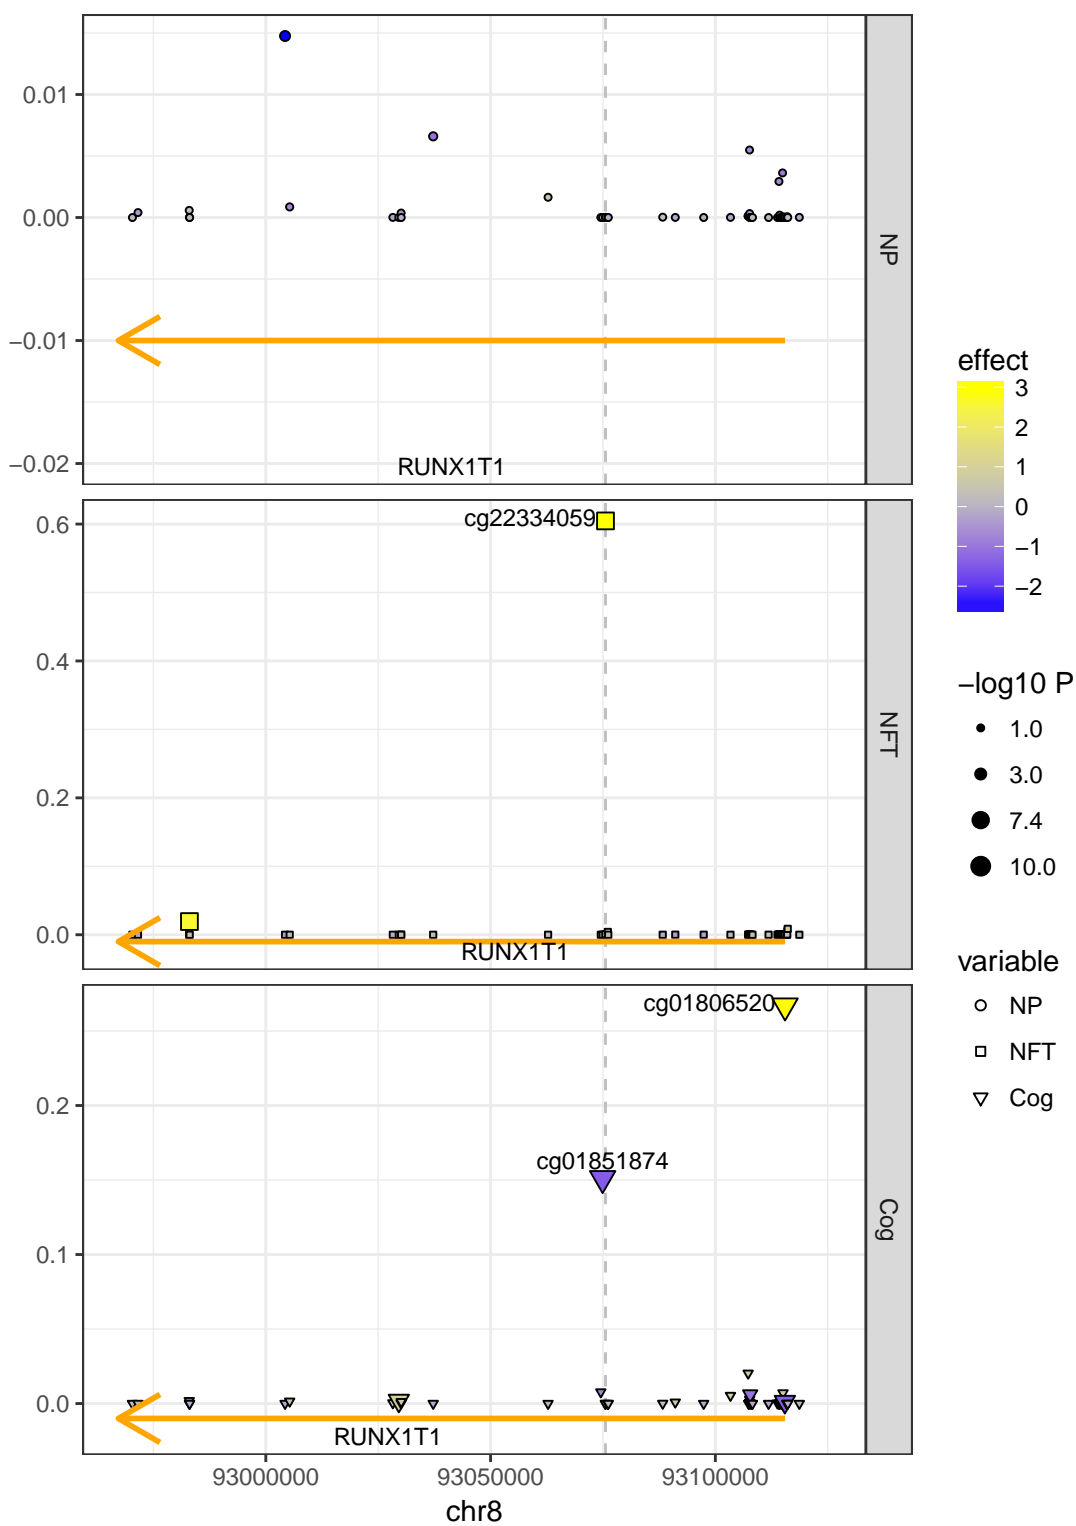 0.01
0.00
−0.01
−0.02
RUNX1T1
NP
0.6
0.4
0.2
0.0
cg22334059
RUNX1T1
NFT
0.2
0.1
0.0
cg01806520
cg01851874
RUNX1T1
Cog
93000000 93050000 93100000
chr8
effect
3
2
1
0
−1
−2
−log10 P
1.0
3.0
7.4
10.0
variable
NP
NFT
Cog